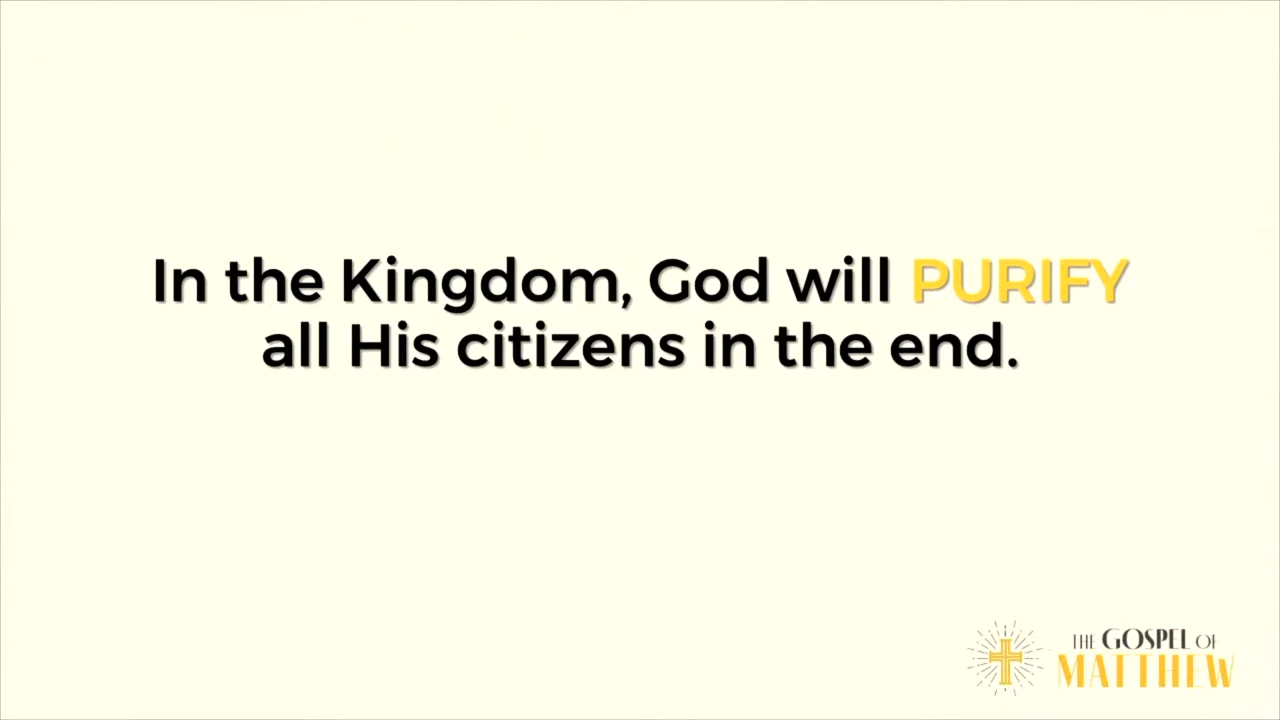 In the Kingdom, God will PURIFY
all His citizens in the end.
THE GOSPEL OF
MATTHEW